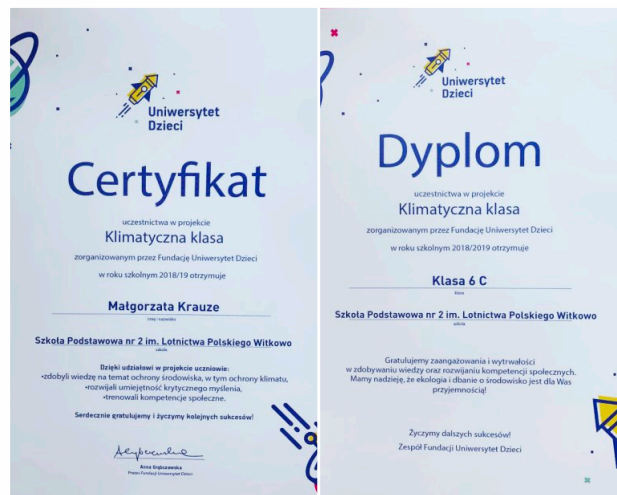 Uniwersytet
Dzieci
Certyfikat
uczestnictwa w projekcie
Klimatyczna klasa
zorganizowanym przez Fundację Uniwersytet Dzieci
w roku szkolnym 2018/19 otrzymuje
Małgorzata Krauze
imię i nazwisko
Szkoła Podstawowa nr 2 im. Lotnictwa Polskiego Witkowo
szkoła
Dzięki udziałowi w projekcie uczniowie:
•zdobyli wiedzę na temat ochrony środowiska, w tym ochrony klimatu,
•rozwijali umiejętność krytycznego myślenia,
•trenowali kompetencje społeczne.
Serdecznie gratulujemy i życzymy kolejnych sukcesów!
Anna Grąbczewska
Prezes Fundacji Uniwersytet Dzieci
Uniwersytet
Dzieci
Dyplom
uczestnictwa w projekcie
Klimatyczna klasa
zorganizowanym przez Fundację Uniwersytet Dzieci
w roku szkolnym 2018/2019 otrzymuje
Klasa 6 C
klasa
Szkoła Podstawowa nr 2 im. Lotnictwa Polskiego Witkowo
szkoła
Gratulujemy zaangażowania i wytrwałości
w zdobywaniu wiedzy oraz rozwijaniu kompetencji społecznych.
Mamy nadzieję, że ekologia i dbanie o środowisko jest dla Was
przyjemnością!
Życzymy dalszych sukcesów!
Zespół Fundacji Uniwersytet Dzieci